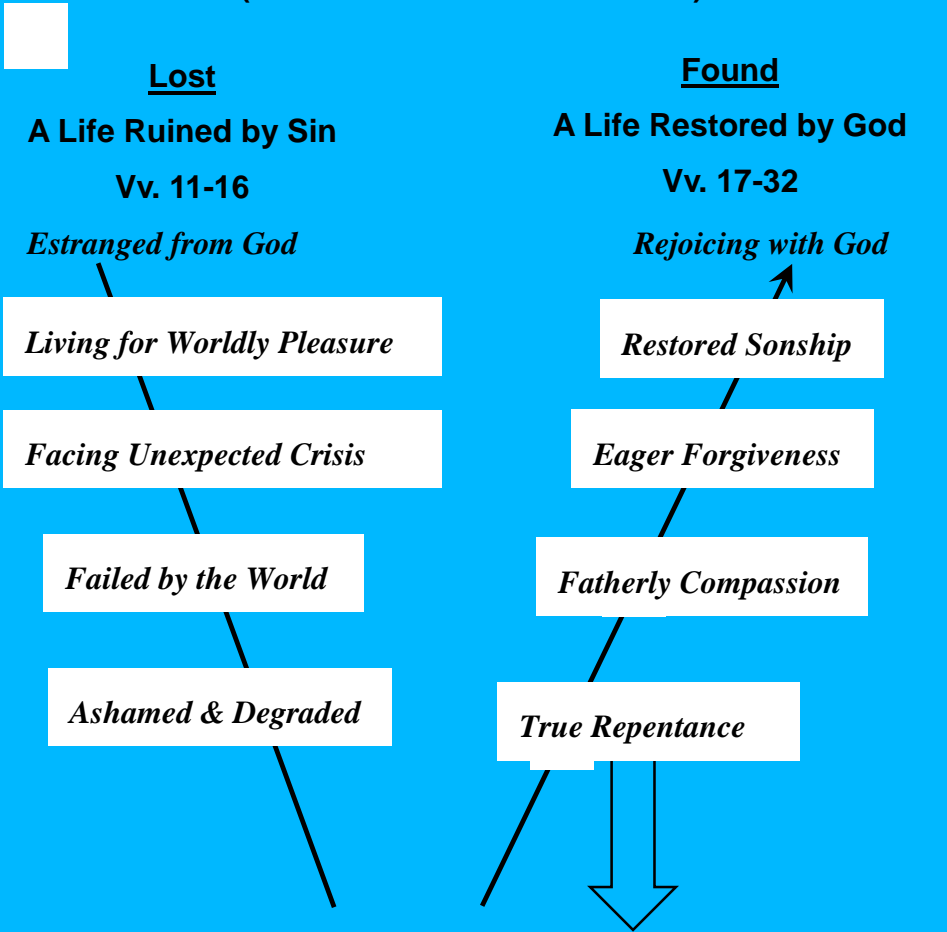 Lost
A Life Ruined by Sin
Vv. 11-16
Estranged from God
Living for Worldly Pleasure
Facing Unexpected Crisis
Failed by the World
Ashamed & Degraded
Found
A Life Restored by God
Vv. 17-32
Rejoicing with God
Restored Sonship
Eager Forgiveness
Fatherly Compassion
True Repentance